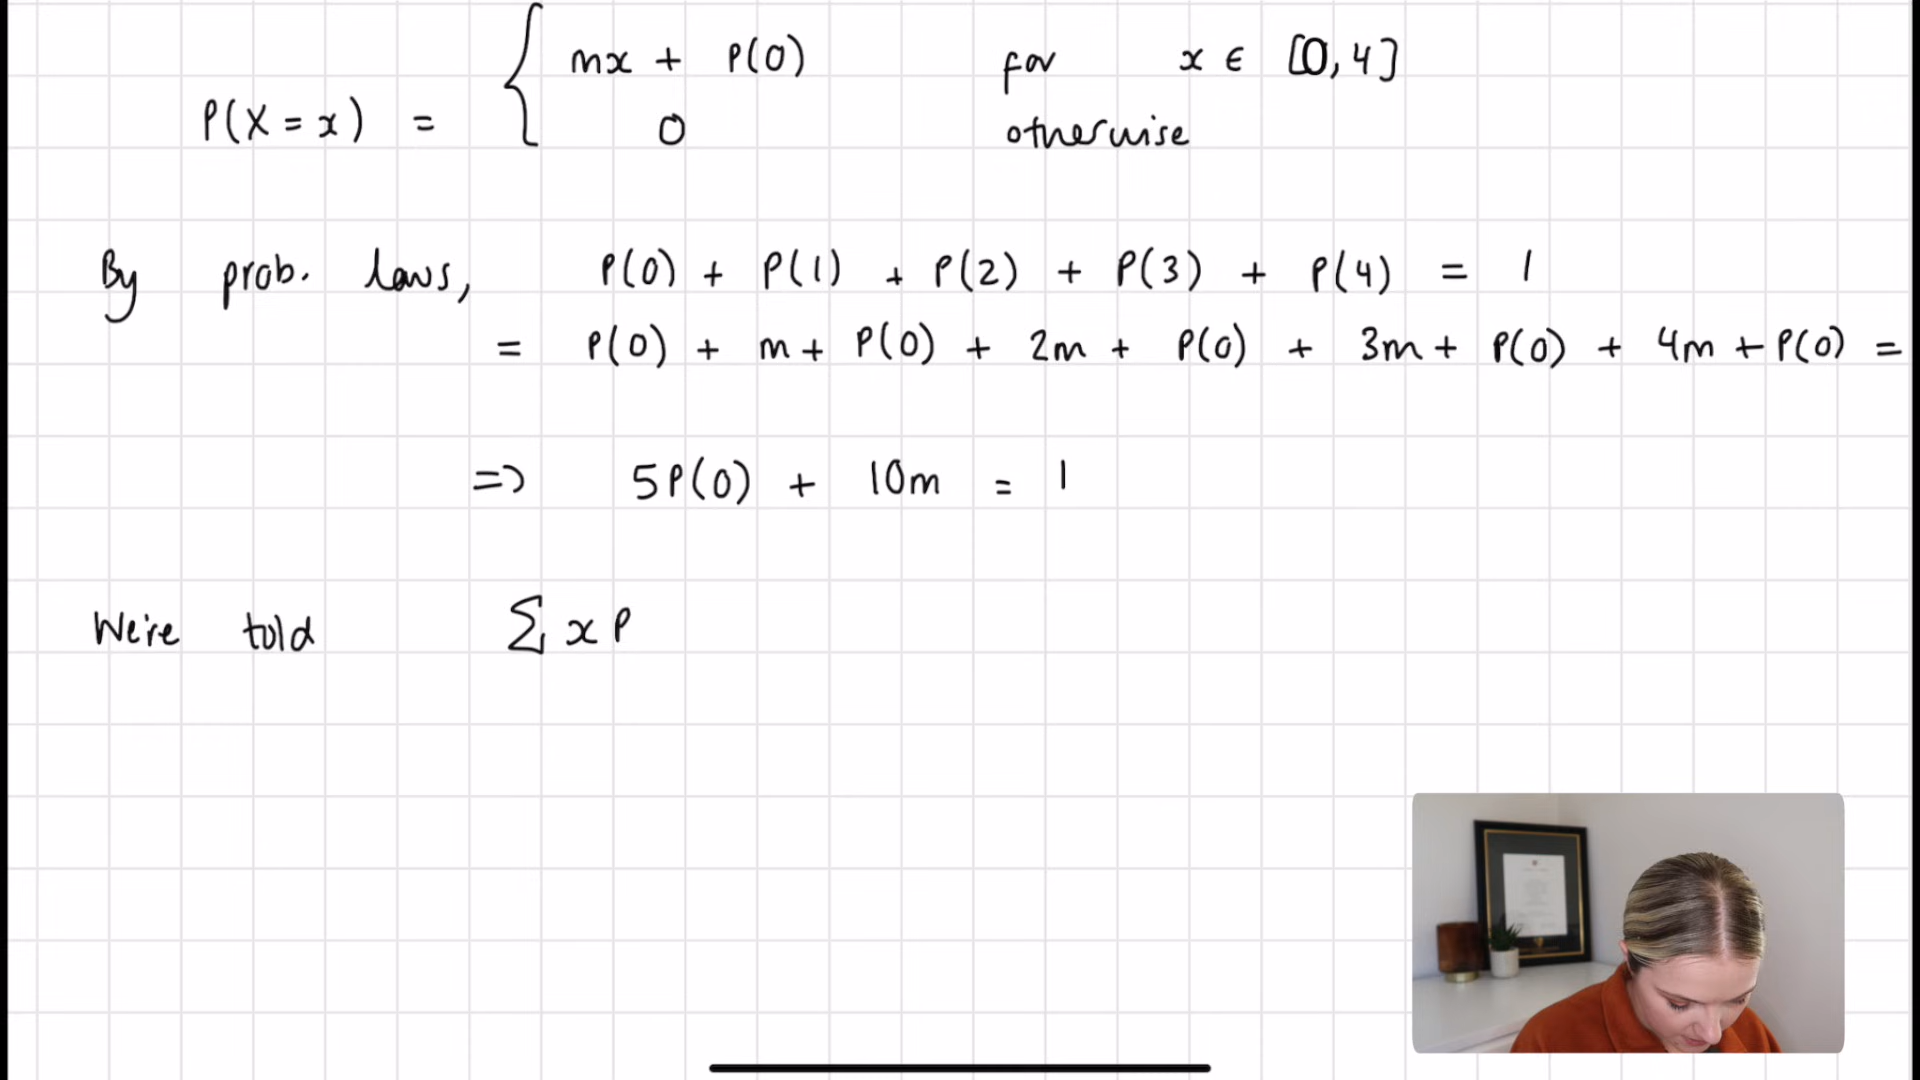 mx + P(0) for x ∈ [0,4]
P(X = x) = {
0 otherwise
By prob. laws, P(0) + P(1) + P(2) + P(3) + P(4) = 1
= P(0) + m + P(0) + 2m + P(0) + 3m + P(0) + 4m + P(0) =
=> 5P(0) + 10m = 1
We're told Σ x P